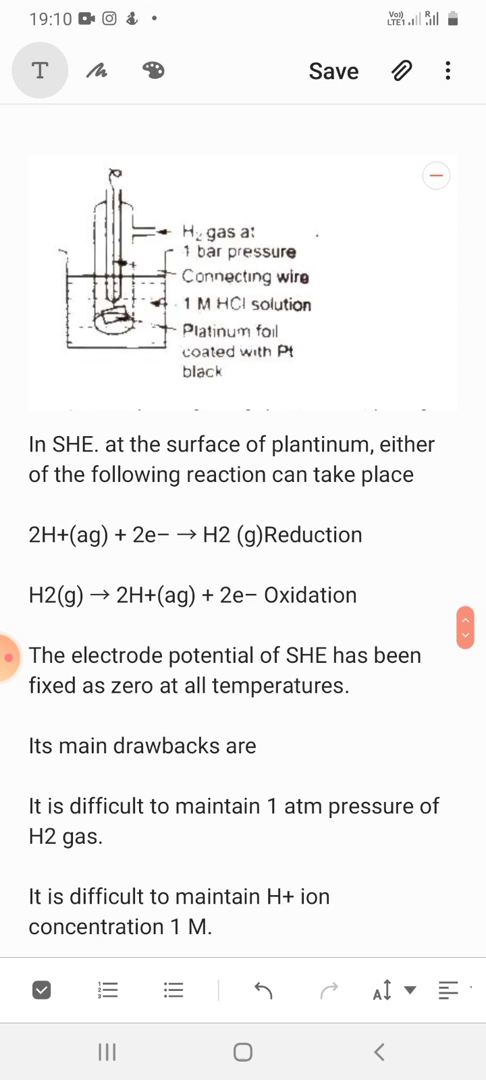 19:10
Vo))
LTE1
R
T
Save
H2 gas at
1 bar pressure
Connecting wire
1 M HCl solution
Platinum foil
coated with Pt
black
In SHE. at the surface of plantinum, either
of the following reaction can take place
2H+(ag) + 2e− → H2 (g)Reduction
H2(g) → 2H+(ag) + 2e− Oxidation
The electrode potential of SHE has been
fixed as zero at all temperatures.
Its main drawbacks are
It is difficult to maintain 1 atm pressure of
H2 gas.
It is difficult to maintain H+ ion
concentration 1 M.
A